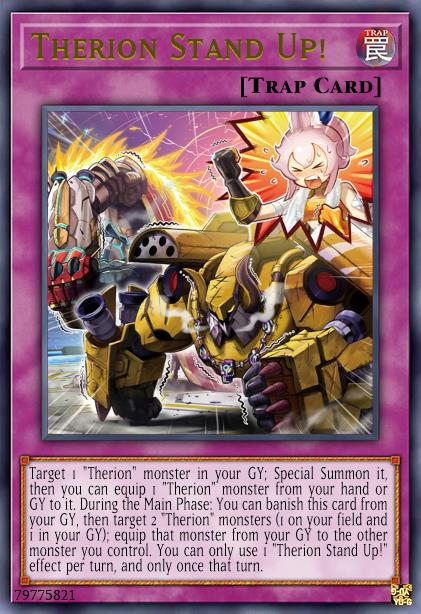 Therion Stand Up!
TRAP
罠
[Trap Card]
Target 1 "Therion" monster in your GY; Special Summon it,
then you can equip 1 "Therion" monster from your hand or
GY to it. During the Main Phase: You can banish this card from
your GY, then target 2 "Therion" monsters (1 on your field and
1 in your GY); equip that monster from your GY to the other
monster you control. You can only use 1 "Therion Stand Up!"
effect per turn, and only once that turn.
79775821